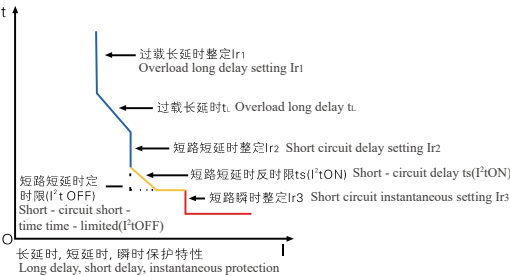 t
过载长延时整定Ir1
Overload long delay setting Ir1
过载长延时tL Overload long delay tL
短路短延时整定Ir2 Short circuit delay setting Ir2
短路短延时反时限ts(I²tON) Short - circuit delay ts(I²tON)
短路短延时定
时限(I²t OFF)
Short - circuit short -
time time - limited(I²tOFF)
短路瞬时整定Ir3 Short circuit instantaneous setting Ir3
O
I
长延时, 短延时, 瞬时保护特性
Long delay, short delay, instantaneous protection